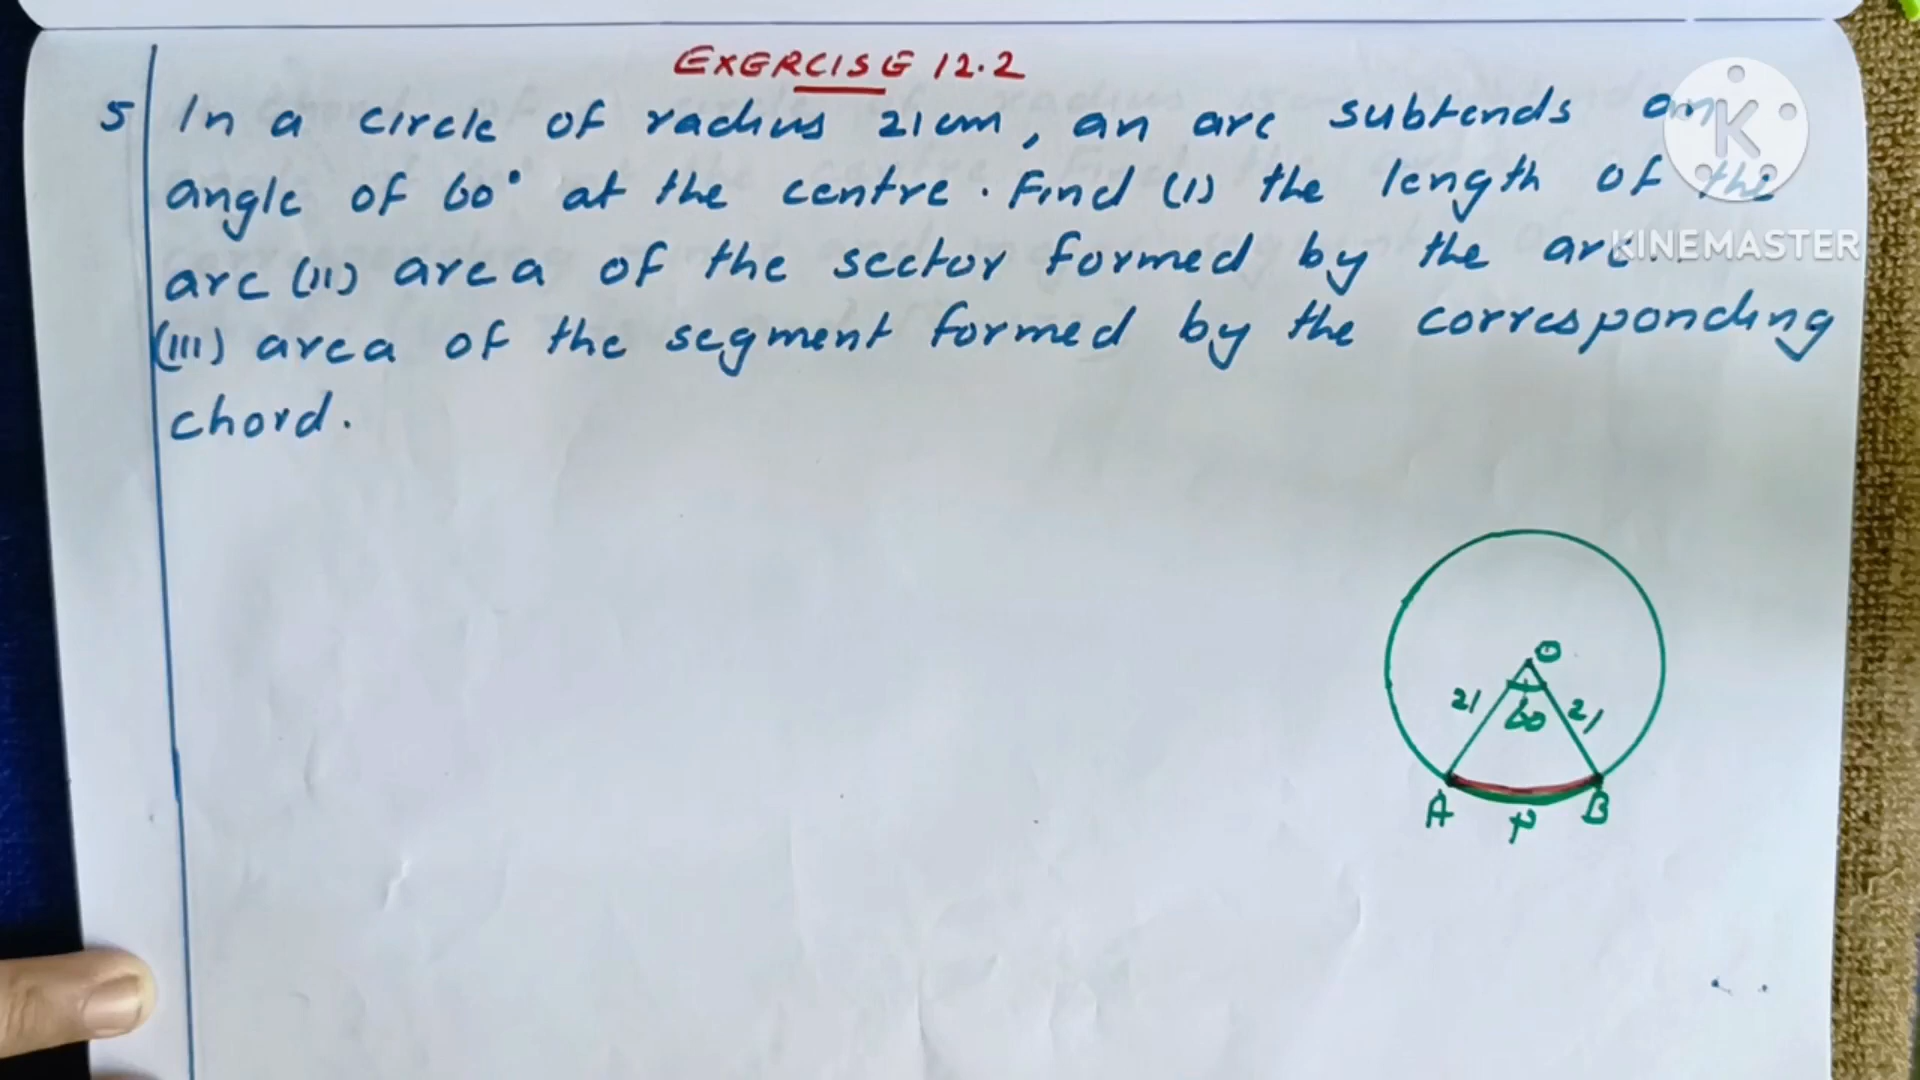 EXERCISE 12.2
5 In a circle of radius 21cm, an arc subtends an
angle of 60° at the centre. Find (i) the length of the
arc (ii) area of the sector formed by the arc.
(iii) area of the segment formed by the corresponding
chord.
K
KINEMASTER
O
21 60 21
A P B